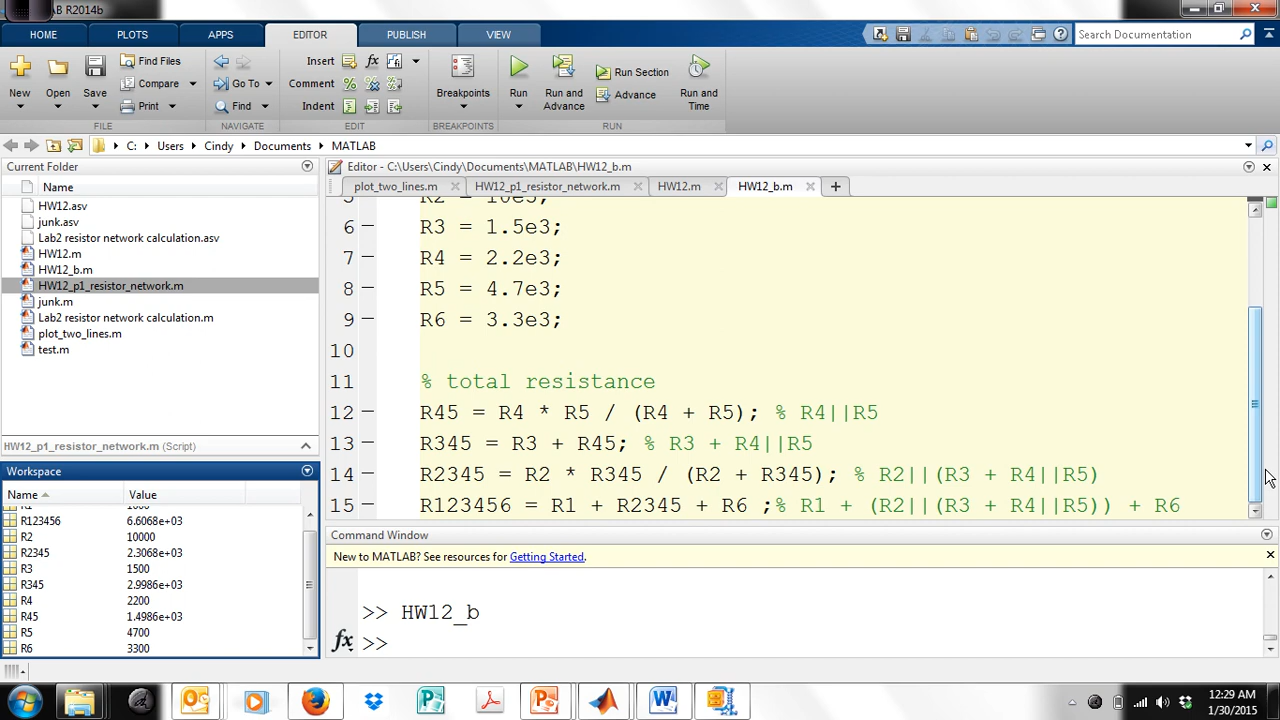 AB R2014b
HOME PLOTS APPS EDITOR PUBLISH VIEW
Search Documentation
New Open Save
Find Files
Compare
Print
FILE
Go To
Find
NAVIGATE
Insert
Comment
Indent
EDIT
Breakpoints
BREAKPOINTS
Run
Run and Advance
Run Section
Advance
Run and Time
RUN
C: Users Cindy Documents MATLAB
Current Folder
Name
HW12.asv
junk.asv
Lab2 resistor network calculation.asv
HW12.m
HW12_b.m
HW12_p1_resistor_network.m
junk.m
Lab2 resistor network calculation.m
plot_two_lines.m
test.m
HW12_p1_resistor_network.m (Script)
Workspace
Name Value
R123456 6.6068e+03
R2 10000
R2345 2.3068e+03
R3 1500
R345 2.9986e+03
R4 2200
R45 1.4986e+03
R5 4700
R6 3300
Editor - C:\Users\Cindy\Documents\MATLAB\HW12_b.m
plot_two_lines.m HW12_p1_resistor_network.m HW12.m HW12_b.m
5 R2 = 10e3;
6 R3 = 1.5e3;
7 R4 = 2.2e3;
8 R5 = 4.7e3;
9 R6 = 3.3e3;
10
11 % total resistance
12 R45 = R4 * R5 / (R4 + R5); % R4||R5
13 R345 = R3 + R45; % R3 + R4||R5
14 R2345 = R2 * R345 / (R2 + R345); % R2||(R3 + R4||R5)
15 R123456 = R1 + R2345 + R6 ;% R1 + (R2||(R3 + R4||R5)) + R6
Command Window
New to MATLAB? See resources for Getting Started.
>> HW12_b
fx >>
12:29 AM
1/30/2015